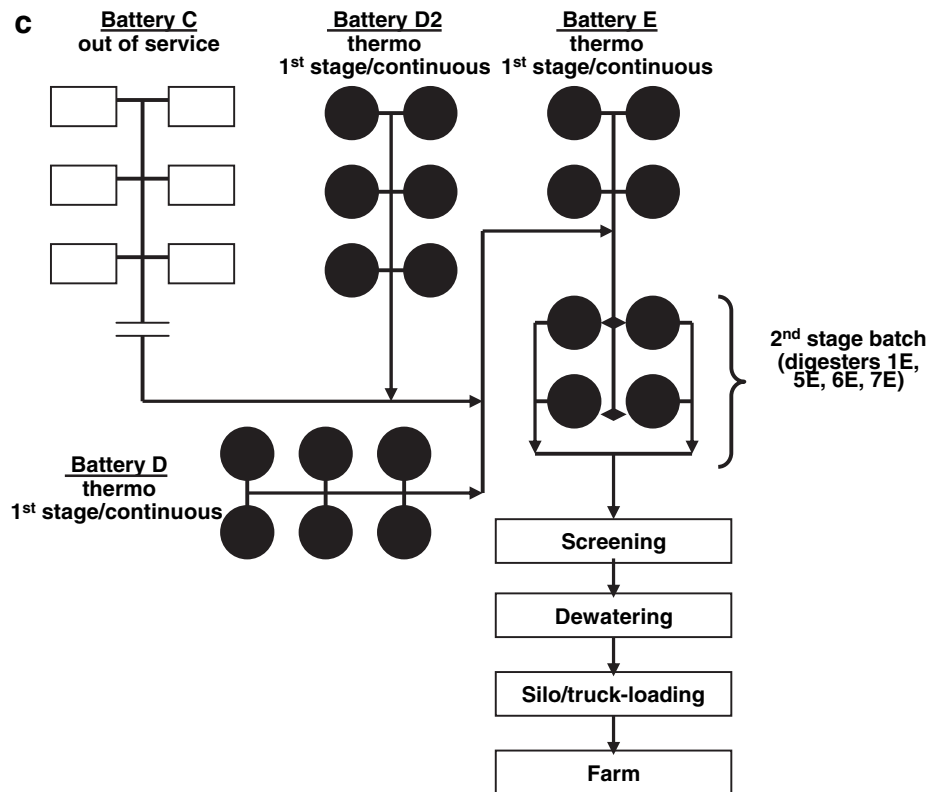 c
Battery C
out of service
Battery D2
thermo
1st stage/continuous
Battery E
thermo
1st stage/continuous
2nd stage batch
(digesters 1E,
5E, 6E, 7E)
Battery D
thermo
1st stage/continuous
Screening
Dewatering
Silo/truck-loading
Farm